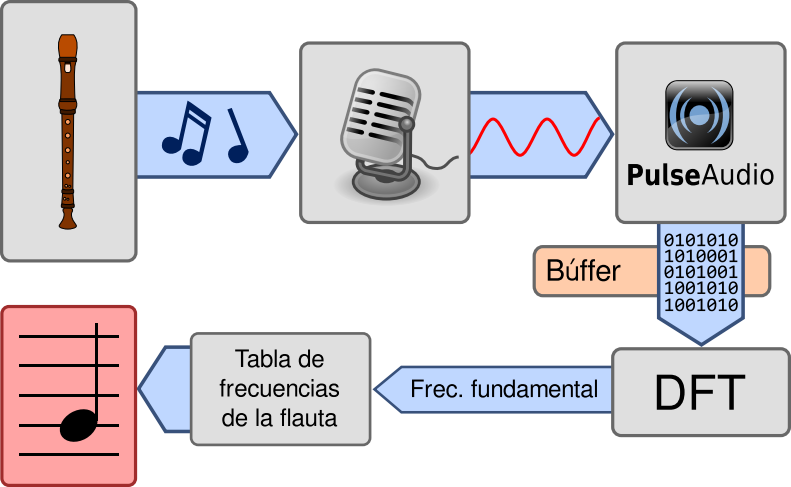 PulseAudio
0101010
1010001
0101001
1001010
1001010
Búffer
DFT
Frec. fundamental
Tabla de
frecuencias
de la flauta